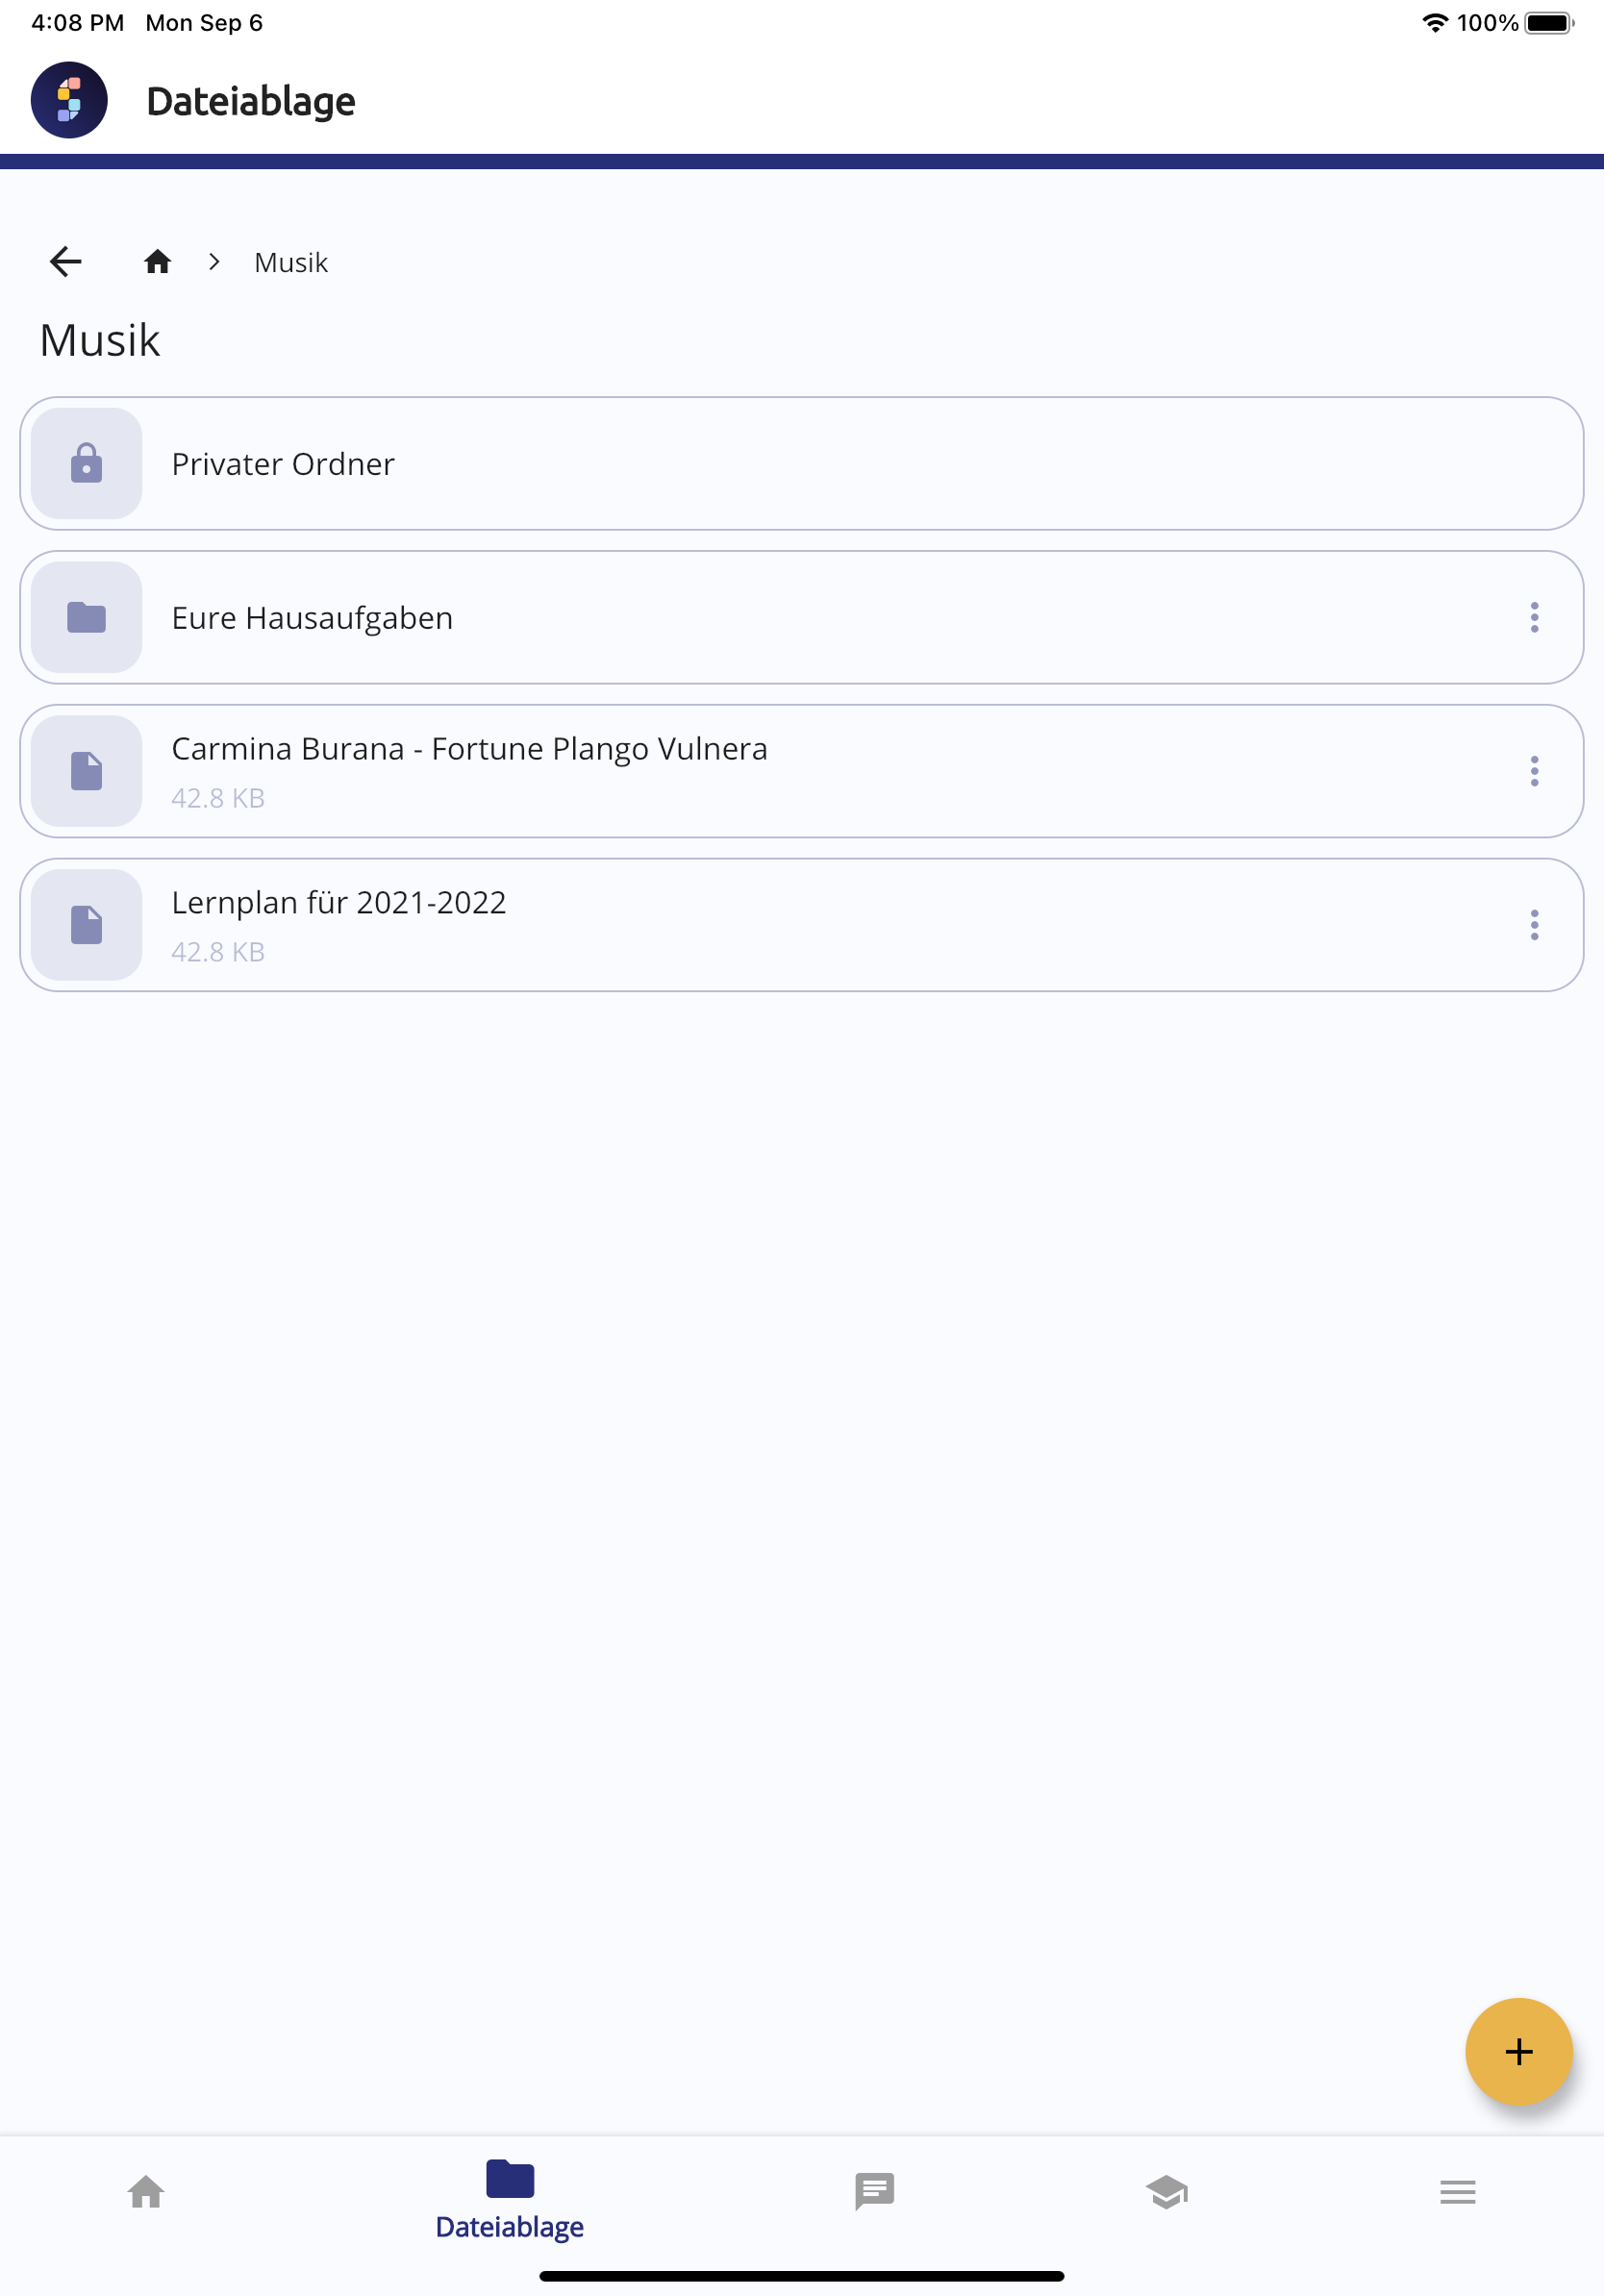 4:08 PM Mon Sep 6 100%
Dateiablage
Musik
Musik
Privater Ordner
Eure Hausaufgaben
Carmina Burana - Fortune Plango Vulnera
42.8 KB
Lernplan für 2021-2022
42.8 KB
Dateiablage